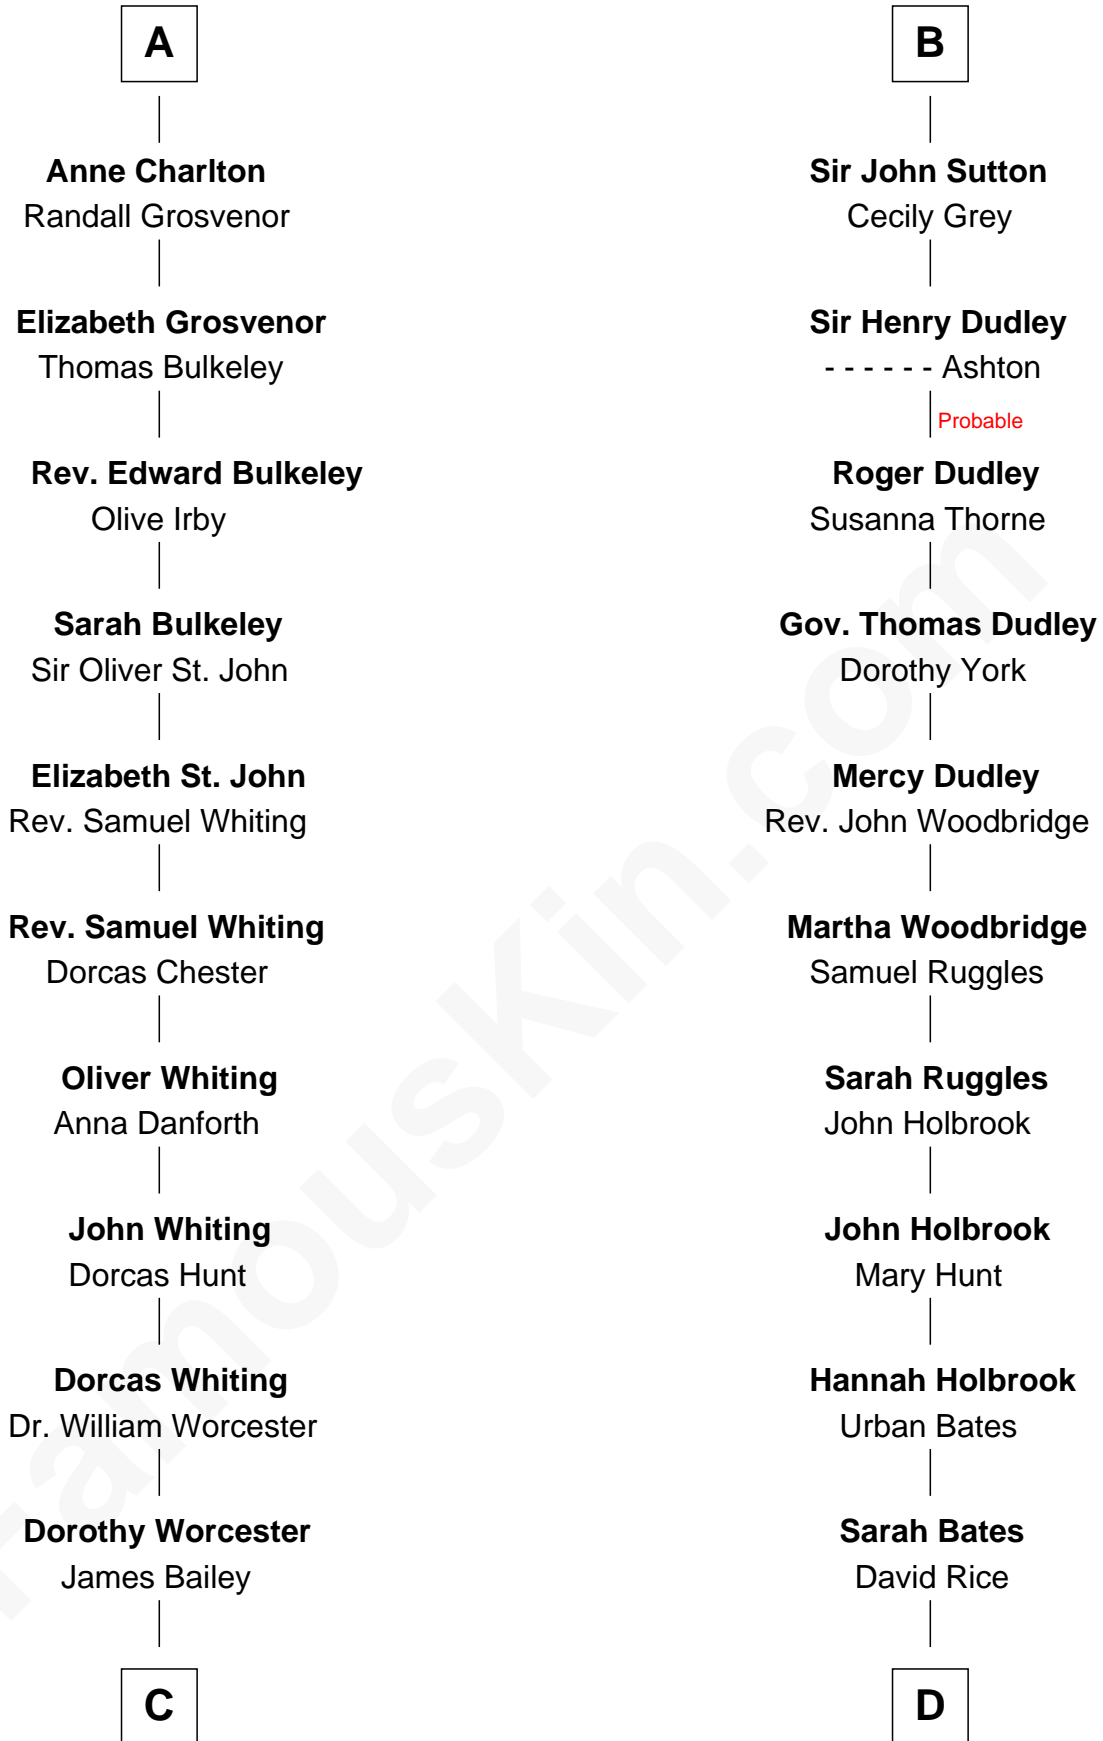 A
Anne Charlton
Randall Grosvenor
Elizabeth Grosvenor
Thomas Bulkeley
Rev. Edward Bulkeley
Olive Irby
Sarah Bulkeley
Sir Oliver St. John
Elizabeth St. John
Rev. Samuel Whiting
Rev. Samuel Whiting
Dorcas Chester
Oliver Whiting
Anna Danforth
John Whiting
Dorcas Hunt
Dorcas Whiting
Dr. William Worcester
Dorothy Worcester
James Bailey
C
B
Sir John Sutton
Cecily Grey
Sir Henry Dudley
- - - - - - Ashton
Probable
Roger Dudley
Susanna Thorne
Gov. Thomas Dudley
Dorothy York
Mercy Dudley
Rev. John Woodbridge
Martha Woodbridge
Samuel Ruggles
Sarah Ruggles
John Holbrook
John Holbrook
Mary Hunt
Hannah Holbrook
Urban Bates
Sarah Bates
David Rice
D
FamousKin.com